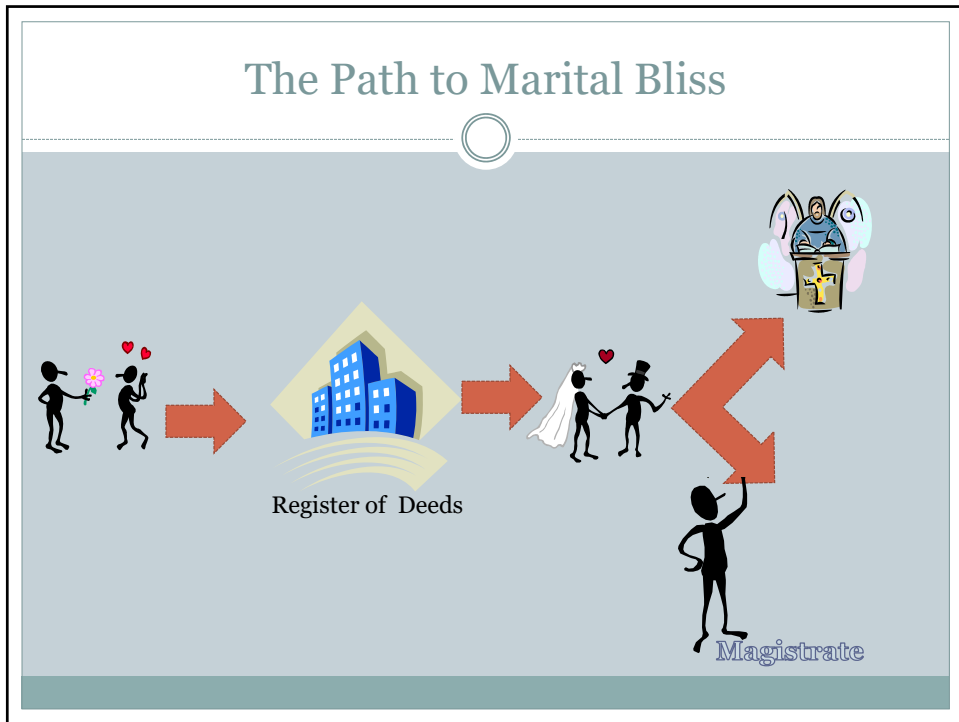 The Path to Marital Bliss
Register of Deeds
Magistrate